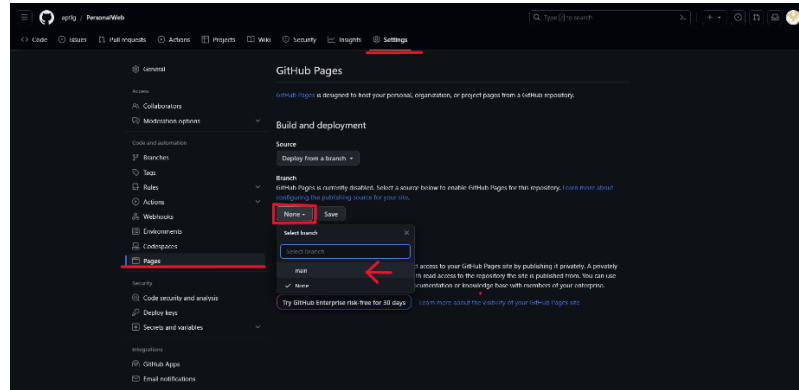 aptlg / PersonalWeb
Type / to search
Code Issues Pull requests Actions Projects Wiki Security Insights Settings
General
Access
Collaborators
Moderation options
Code and automation
Branches
Tags
Rules
Actions
Webhooks
Environments
Codespaces
Pages
Security
Code security and analysis
Deploy keys
Secrets and variables
Integrations
GitHub Apps
Email notifications
GitHub Pages
GitHub Pages is designed to host your personal, organization, or project pages from a GitHub repository.
Build and deployment
Source
Deploy from a branch
Branch
GitHub Pages is currently disabled. Select a source below to enable GitHub Pages for this repository. Learn more about
configuring the publishing source for your site.
None Save
Select branch
Select branch
main
None
access to your GitHub Pages site by publishing it privately. A privately
read access to the repository the site is published from. You can use
documentation or knowledge base with members of your enterprise.
Try GitHub Enterprise risk-free for 30 days Learn more about the visibility of your GitHub Pages site